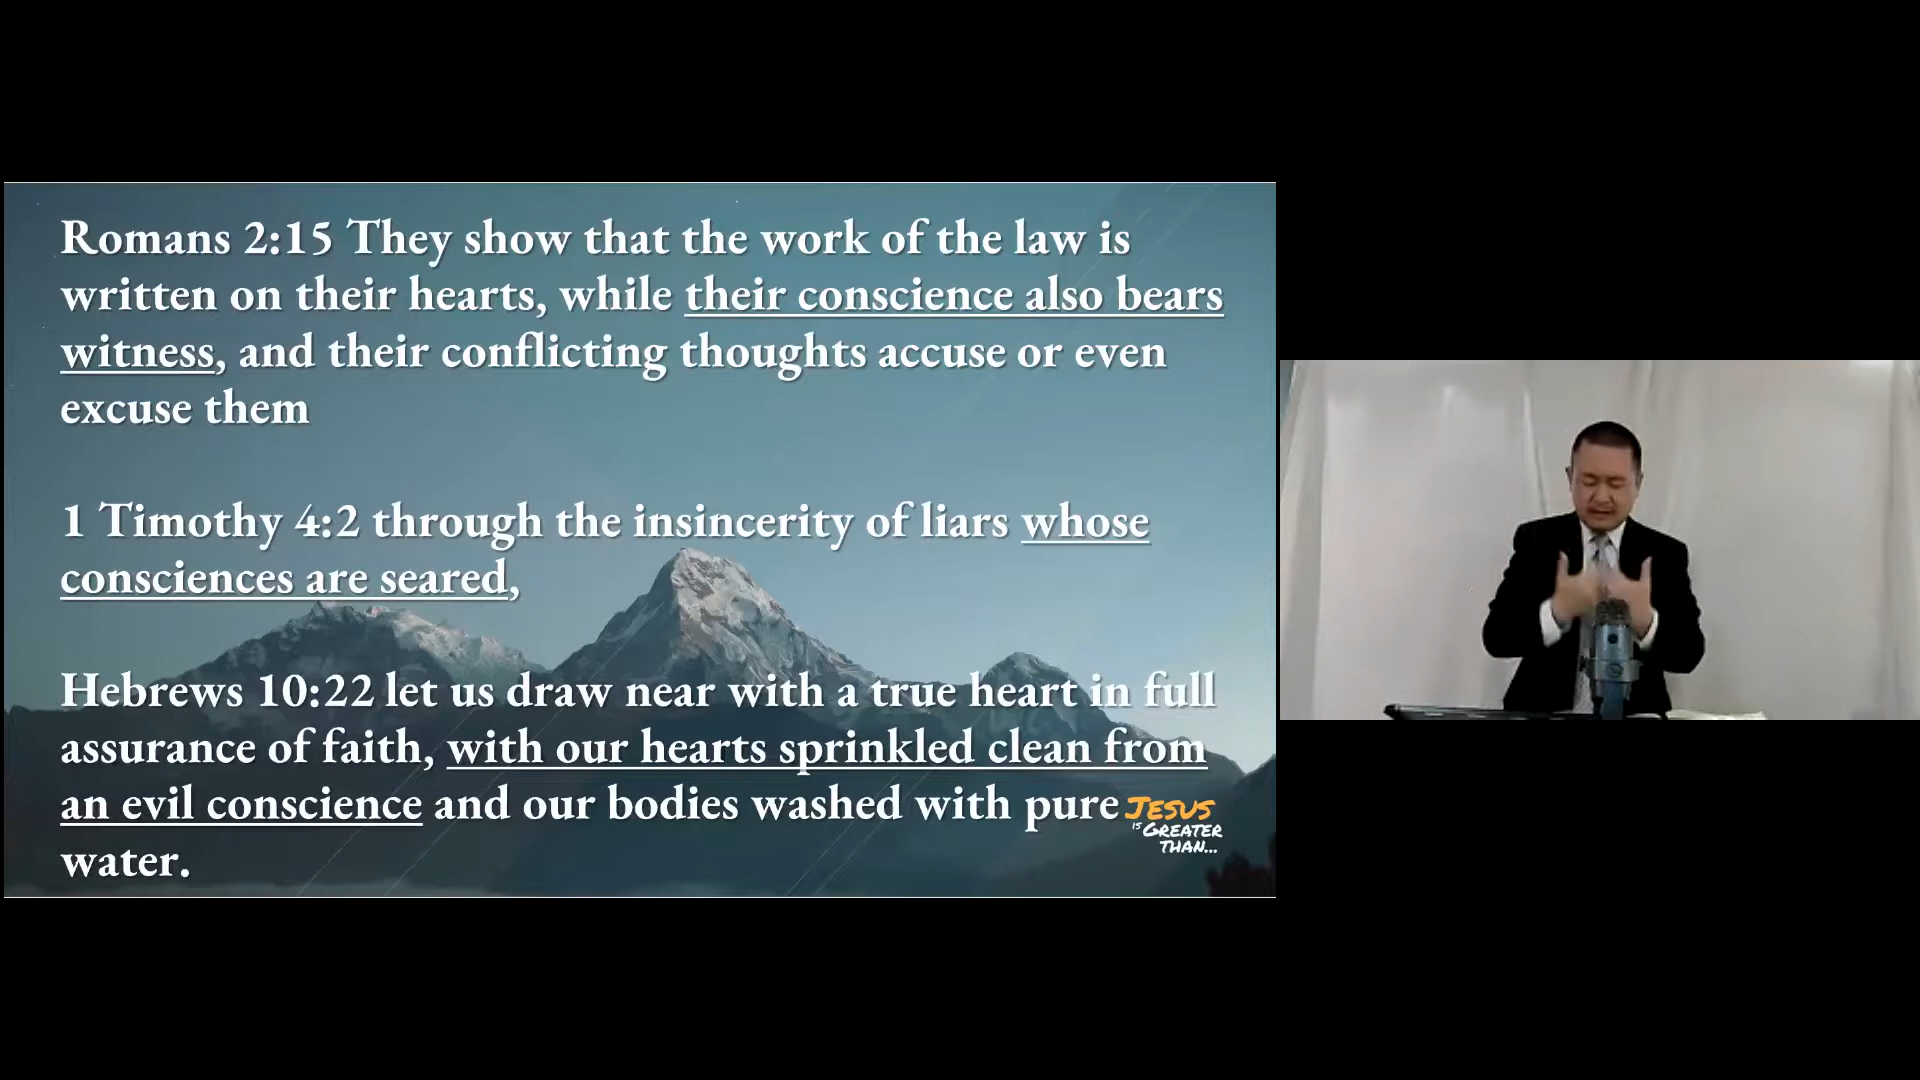 Romans 2:15 They show that the work of the law is
written on their hearts, while their conscience also bears
witness, and their conflicting thoughts accuse or even
excuse them
1 Timothy 4:2 through the insincerity of liars whose
consciences are seared,
Hebrews 10:22 let us draw near with a true heart in full
assurance of faith, with our hearts sprinkled clean from
an evil conscience and our bodies washed with pure
water.
JESUS
IS GREATER
THAN...